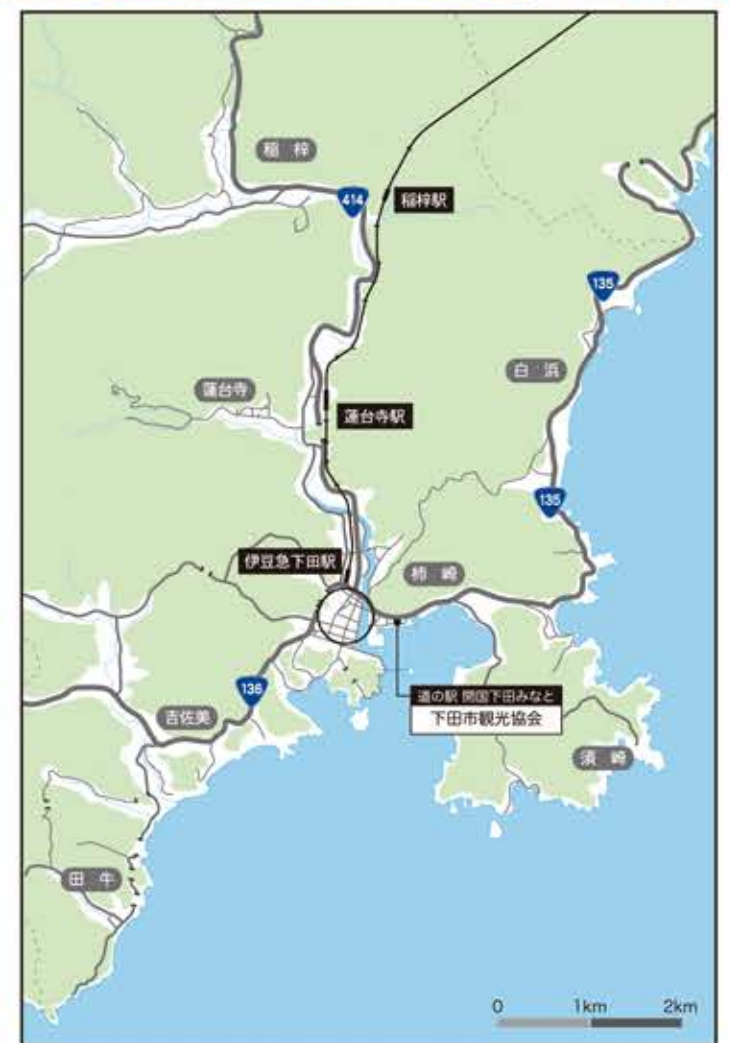 稲 梓
414
稲梓駅
135
白 浜
蓮台寺
蓮台寺駅
135
伊豆急下田駅
柿 崎
136
道の駅 開国下田みなと
下田市観光協会
吉佐美
須 崎
田 牛
0 1km 2km